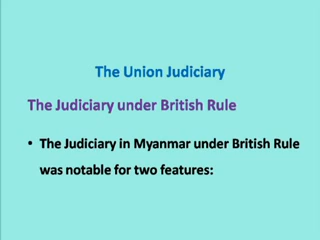 The Union Judiciary
The Judiciary under British Rule
• The Judiciary in Myanmar under British Rule
was notable for two features: